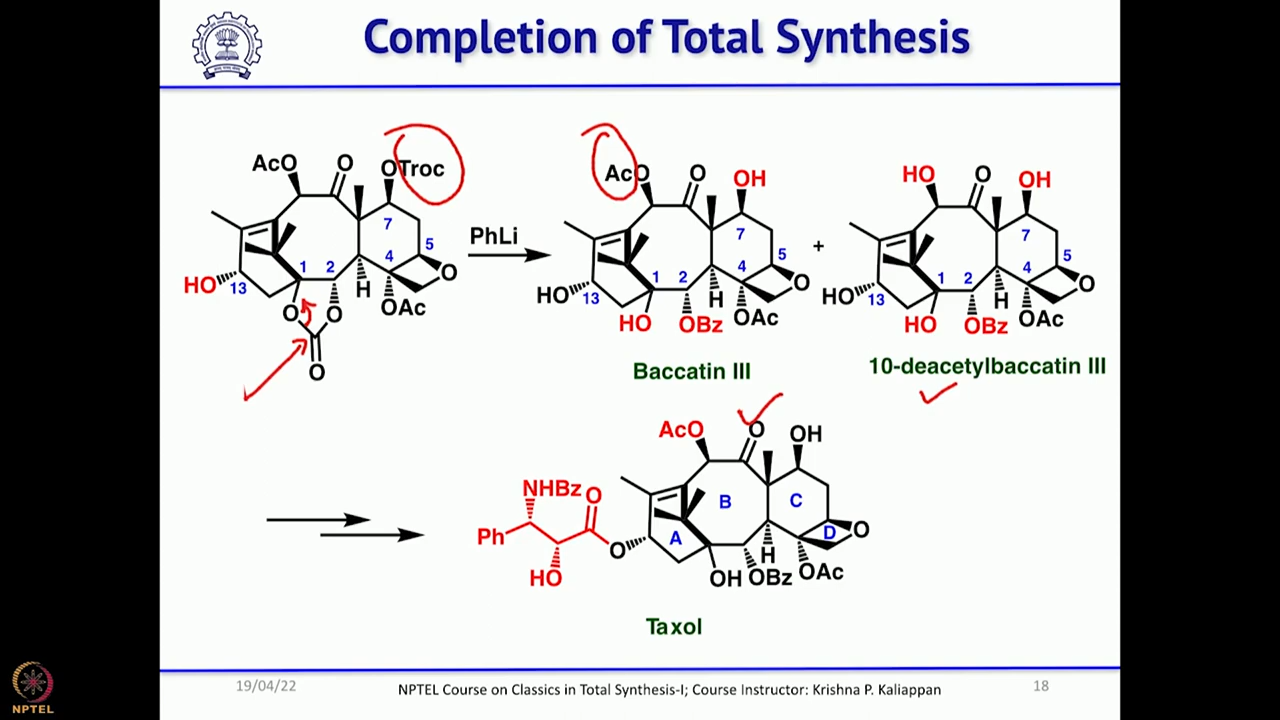 Completion of Total Synthesis
AcO O OTroc
7
5
4
1 2
HO 13
H
O O
OAc
O
O
PhLi
AcO O OH
7
5
4
1 2
HO 13
H
O
HO OBz OAc
Baccatin III
+
HO O OH
7
5
4
1 2
HO 13
H
O
HO OBz OAc
10-deacetylbaccatin III
AcO O OH
NHBz O
B C
Ph
A D O
O
H
HO
OH OBz OAc
Taxol
19/04/22
NPTEL Course on Classics in Total Synthesis-I; Course Instructor: Krishna P. Kaliappan
18
NPTEL